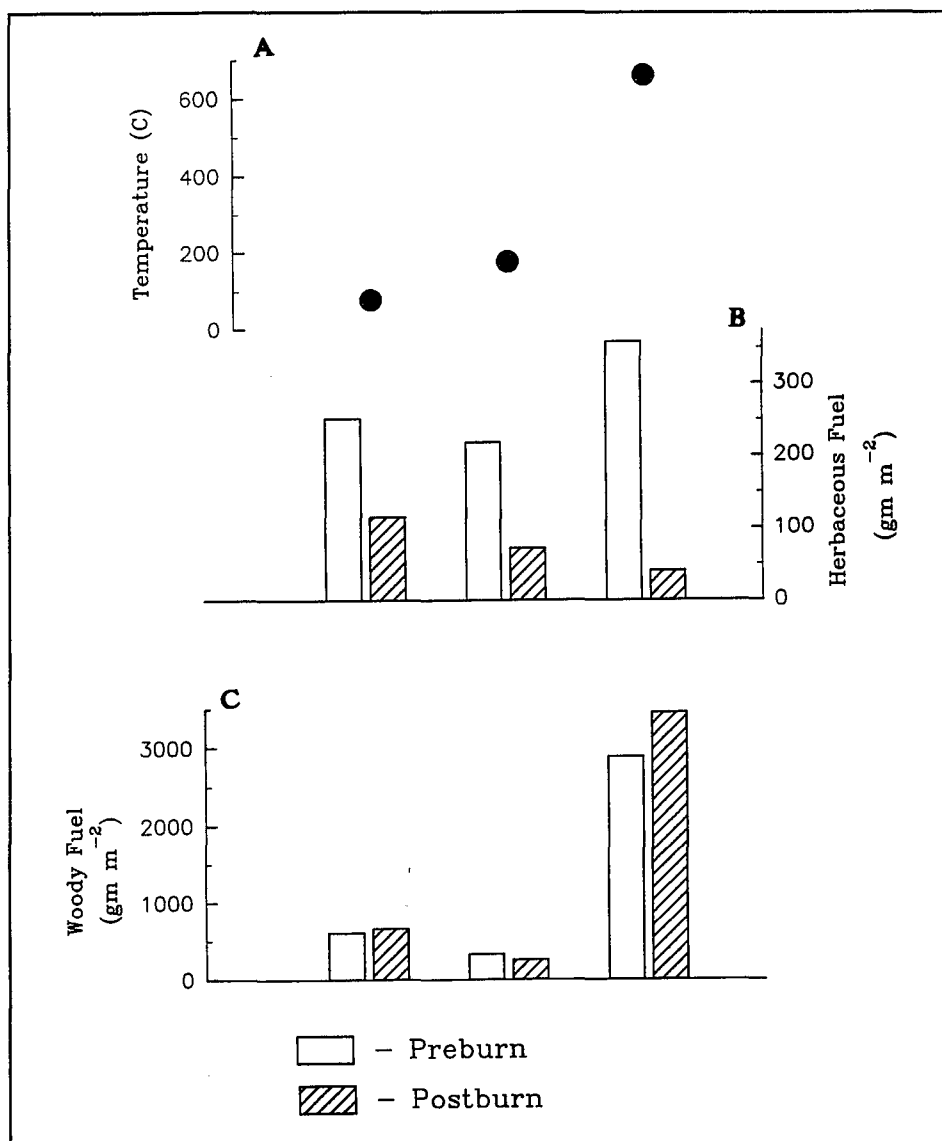 A
Temperature (C)
600
400
200
0
B
300
200
100
0
Herbaceous Fuel
(gm m⁻²)
C
3000
2000
1000
0
Woody Fuel
(gm m⁻²)
– Preburn
– Postburn